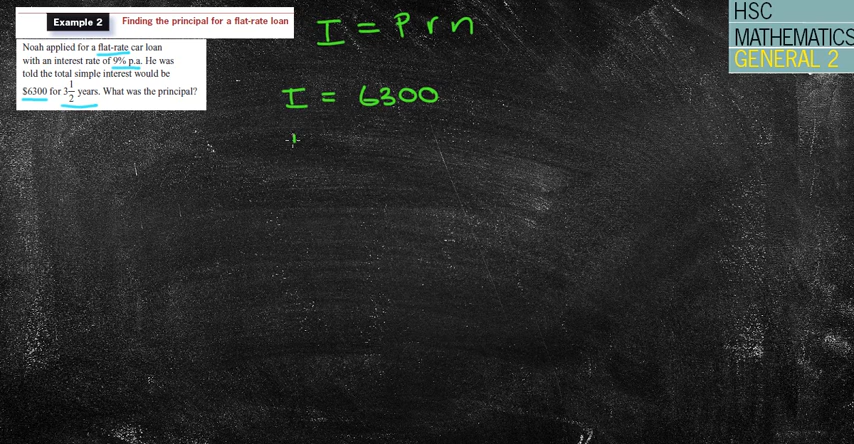 Example 2 Finding the principal for a flat-rate loan
Noah applied for a flat-rate car loan
with an interest rate of 9% p.a. He was
told the total simple interest would be
$6300 for 3 1/2 years. What was the principal?
I = P r n
I = 6300
HSC
MATHEMATICS
GENERAL 2